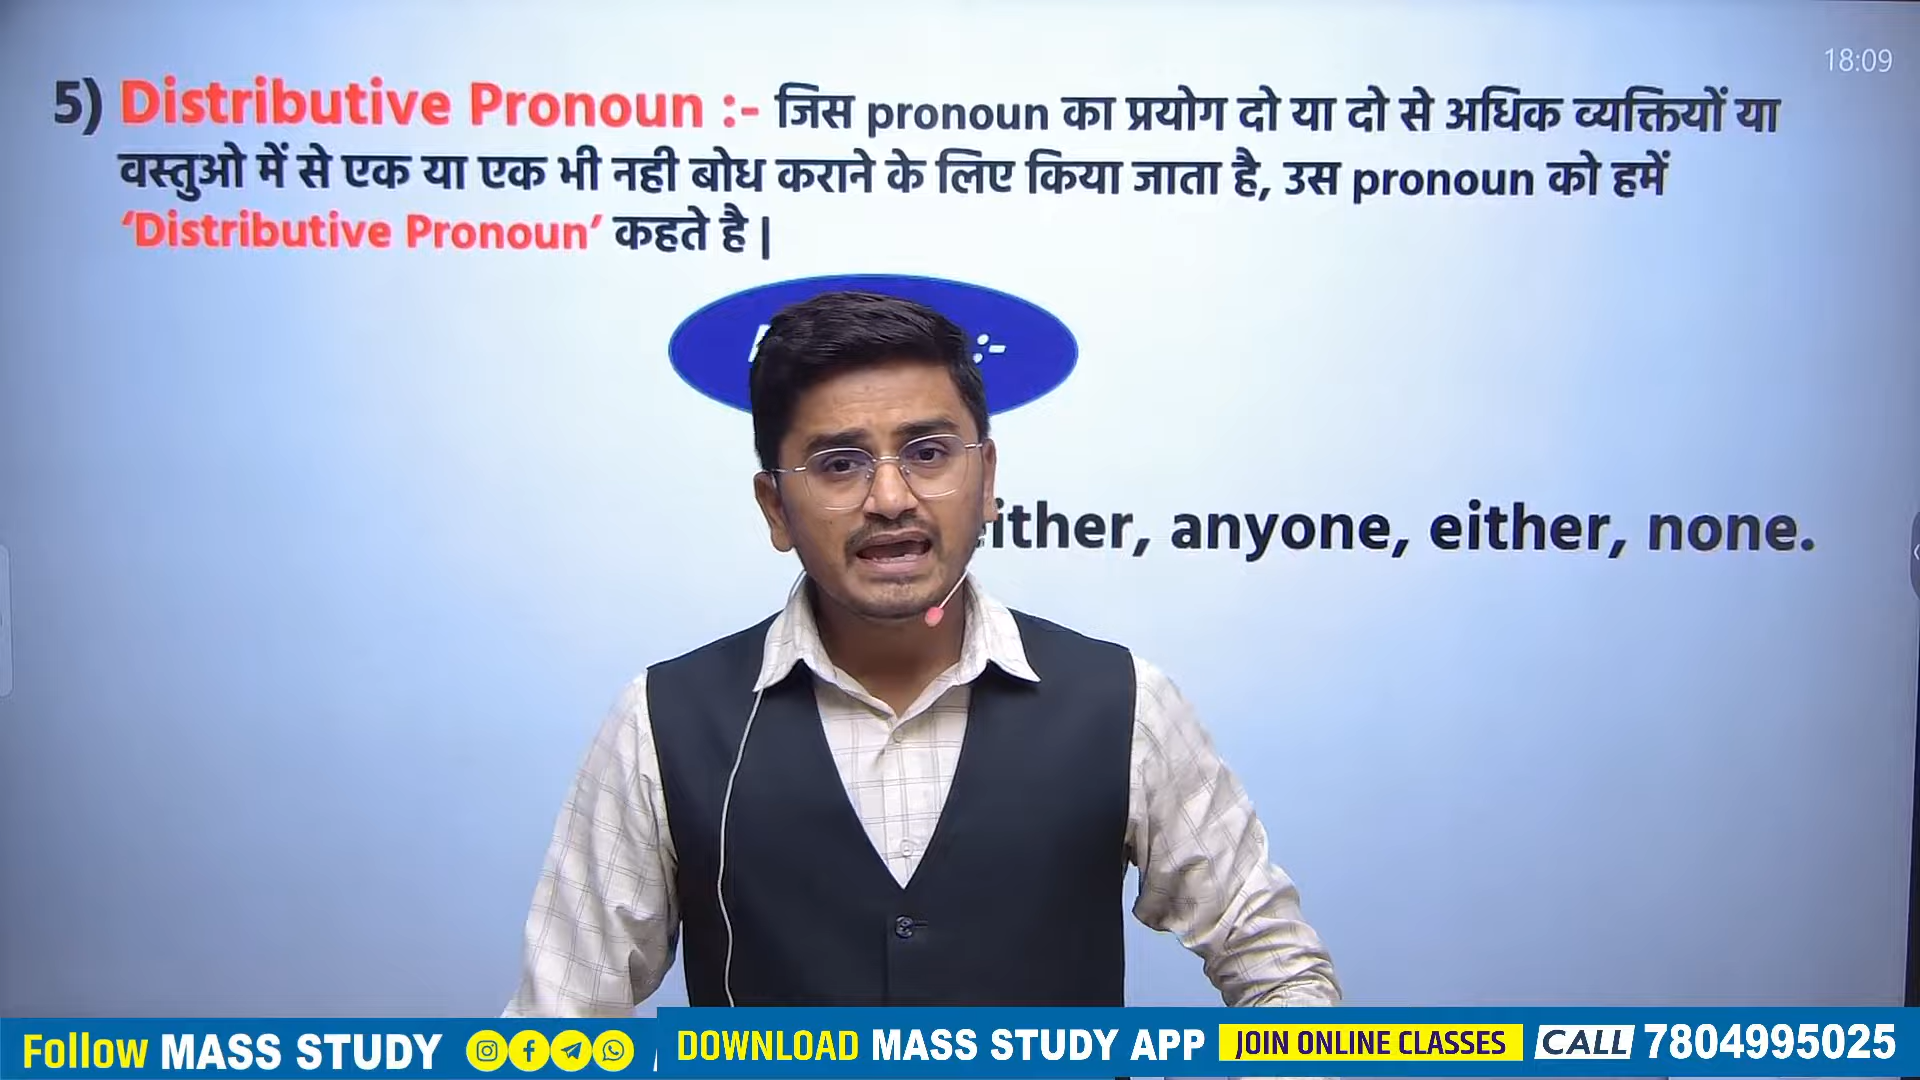 18:09
5) Distributive Pronoun :- जिस pronoun का प्रयोग दो या दो से अधिक व्यक्तियों या
वस्तुओ में से एक या एक भी नही बोध कराने के लिए किया जाता है, उस pronoun को हमें
‘Distributive Pronoun’ कहते है |
:-
either, anyone, either, none.
Follow MASS STUDY
DOWNLOAD MASS STUDY APP JOIN ONLINE CLASSES CALL 7804995025